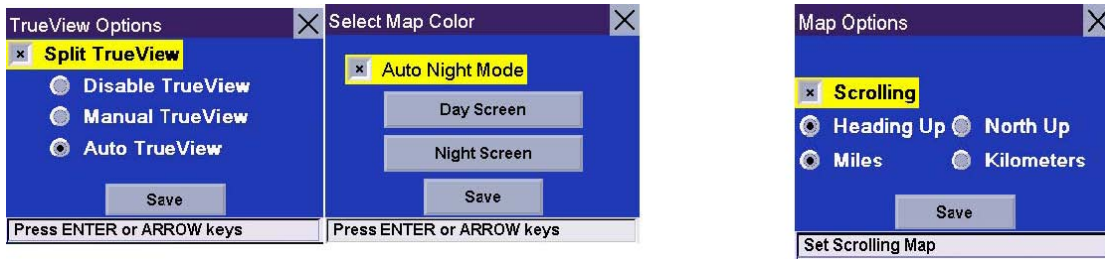 TrueView Options
Split TrueView
Disable TrueView
Manual TrueView
Auto TrueView
Save
Press ENTER or ARROW keys
Select Map Color
Auto Night Mode
Day Screen
Night Screen
Save
Press ENTER or ARROW keys
Map Options
Scrolling
Heading Up North Up
Miles Kilometers
Save
Set Scrolling Map